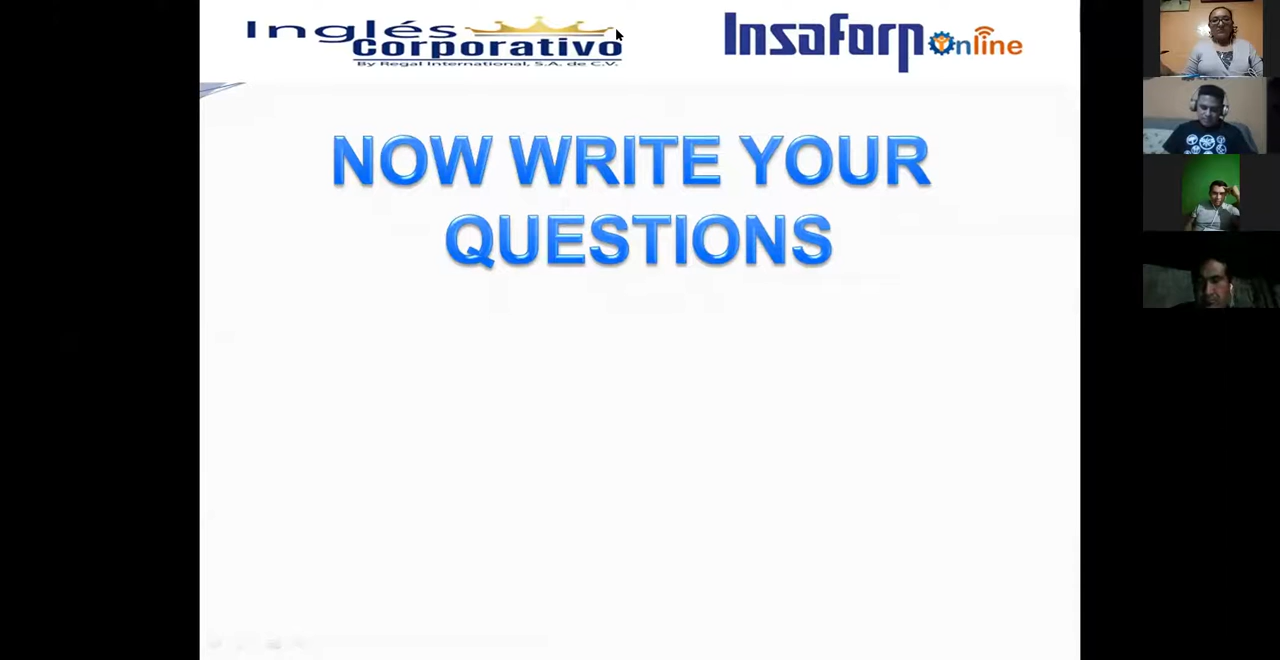 Inglés
Corporativo
By Regal International, S.A. de C.V.
Insaforp Online
NOW WRITE YOUR
QUESTIONS